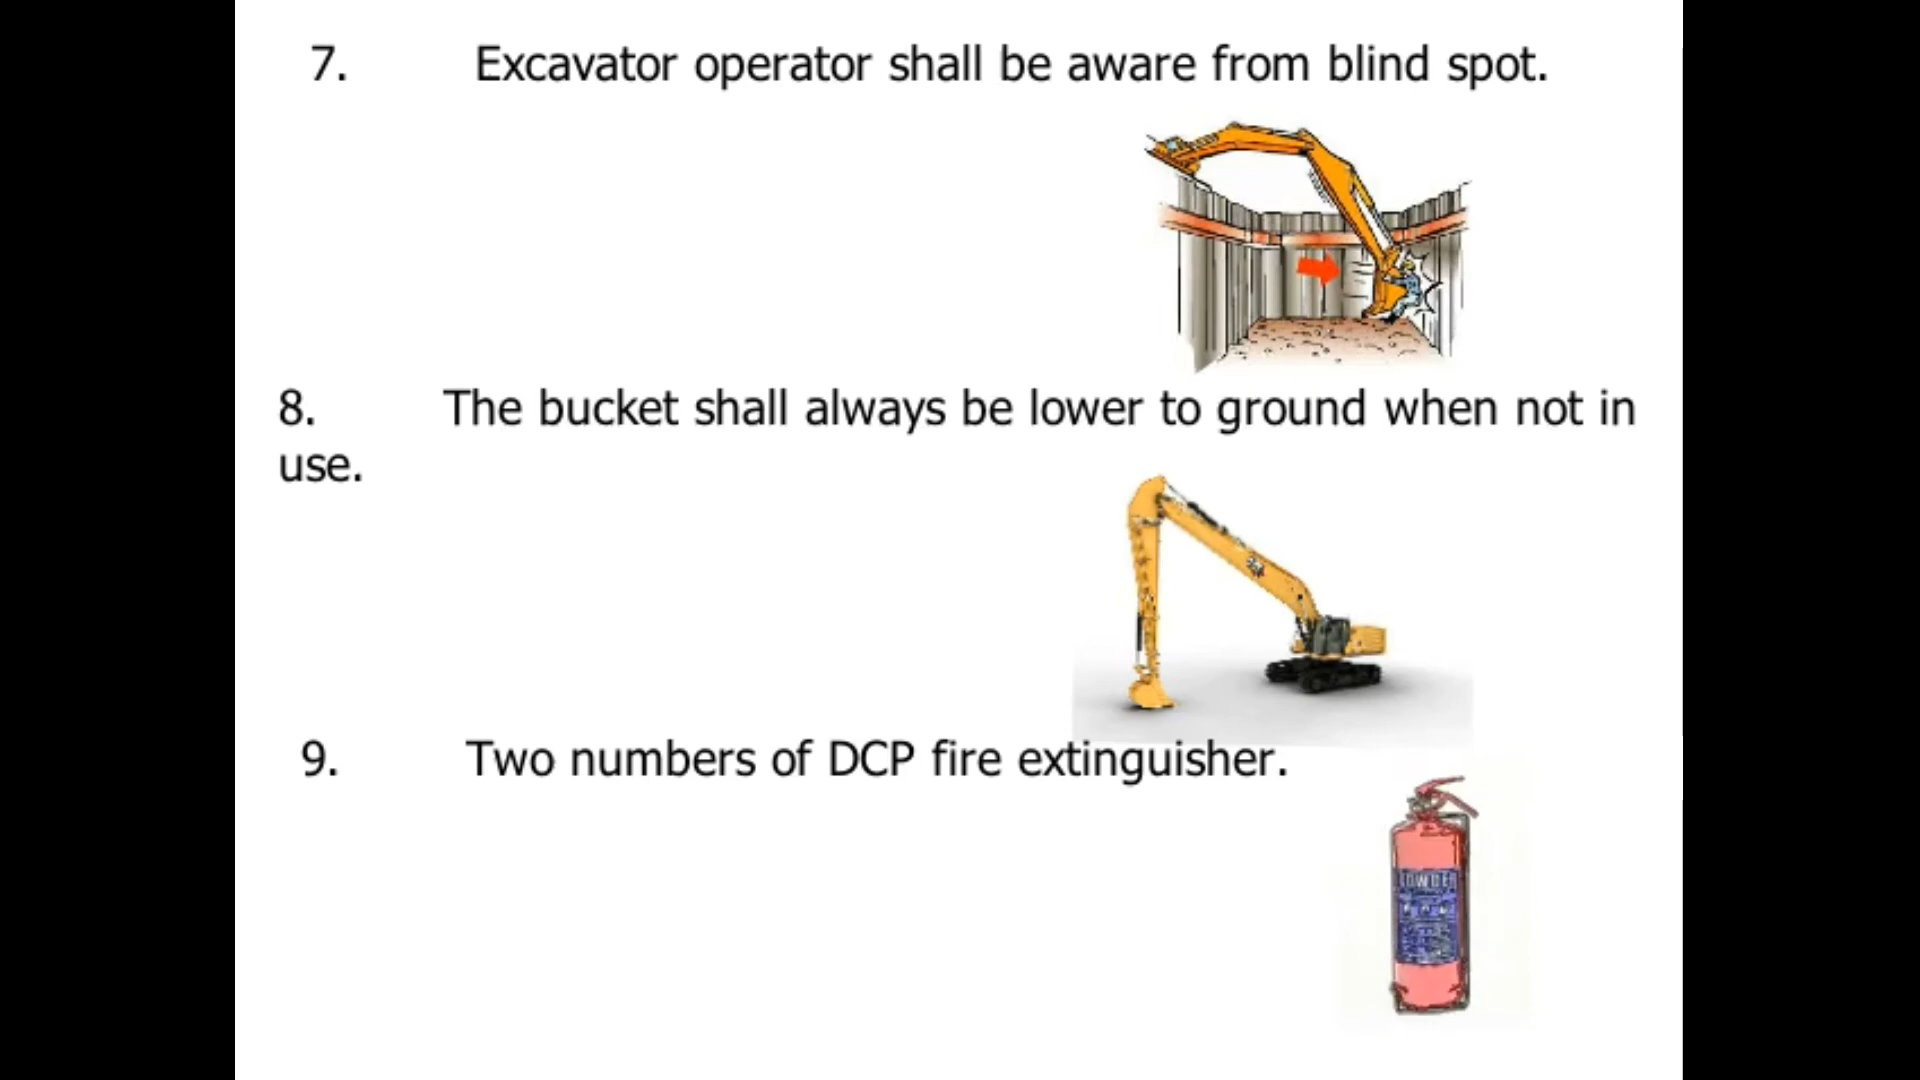 7. Excavator operator shall be aware from blind spot.
8. The bucket shall always be lower to ground when not in
use.
9. Two numbers of DCP fire extinguisher.